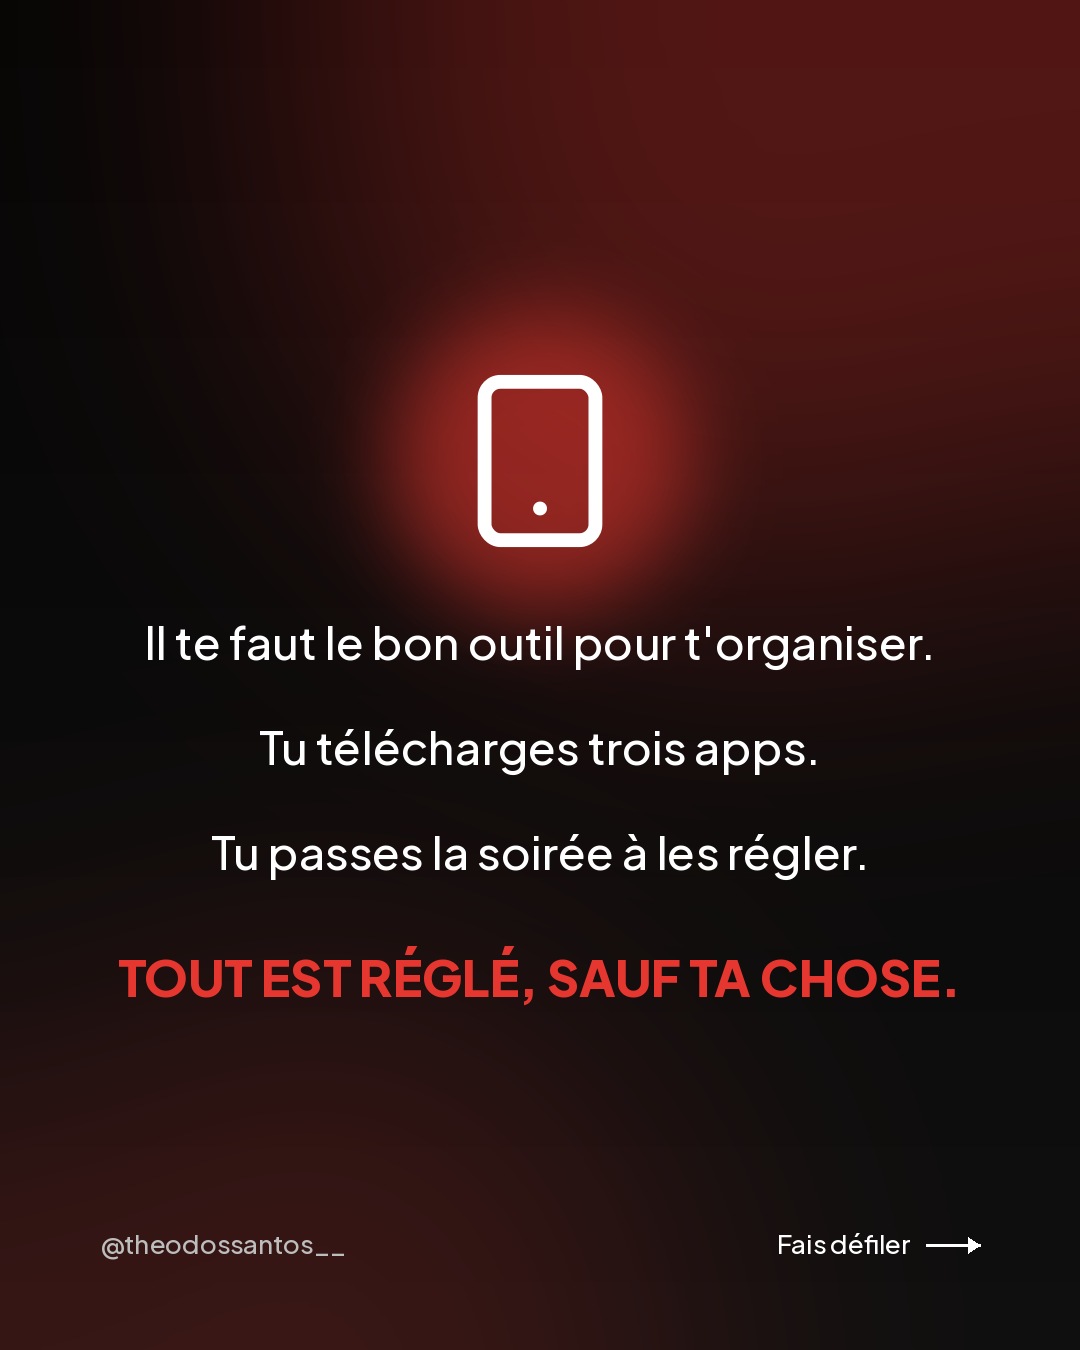 Il te faut le bon outil pour t'organiser.
Tu télécharges trois apps.
Tu passes la soirée à les régler.
TOUT EST RÉGLÉ, SAUF TA CHOSE.
@theodossantos__
Fais défiler